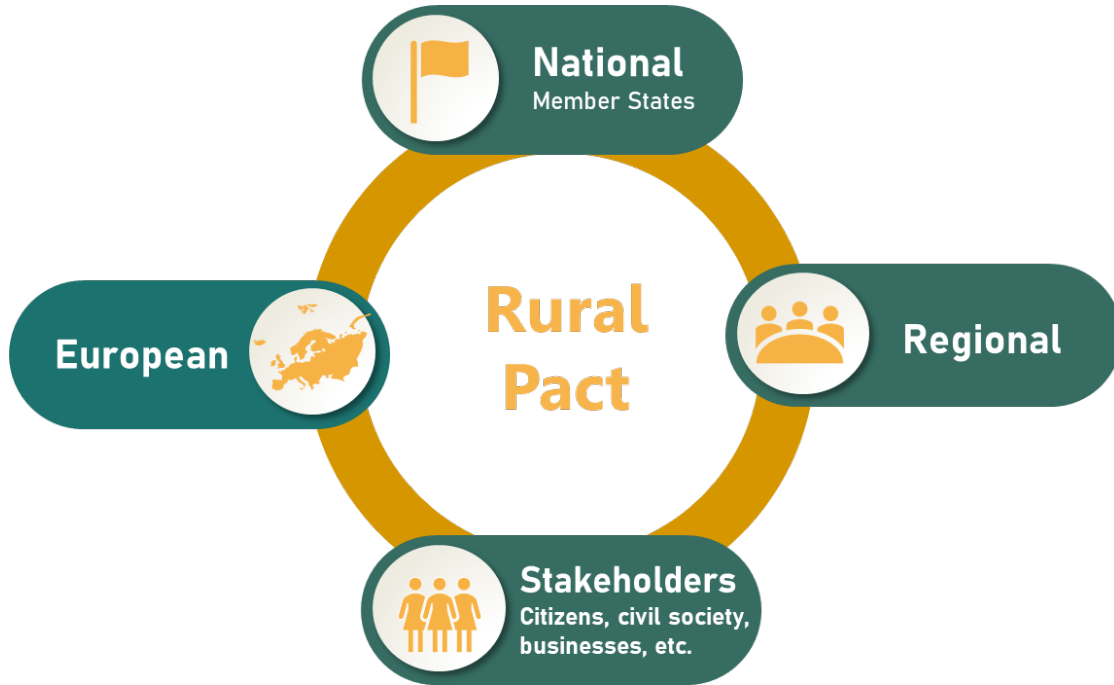 National
Member States
European
Rural
Pact
Regional
Stakeholders
Citizens, civil society,
businesses, etc.